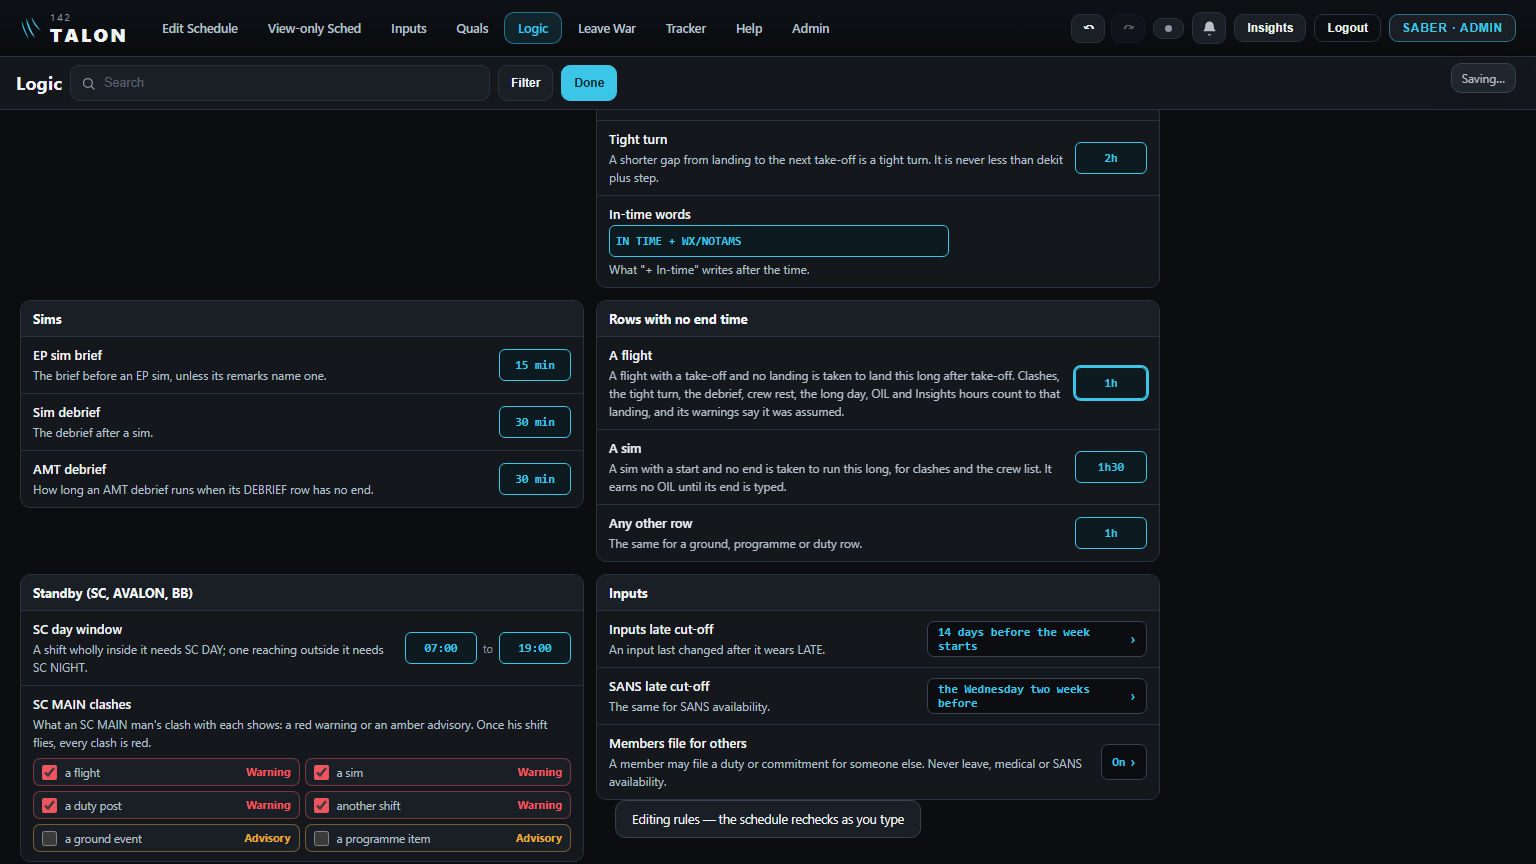 142
TALON
Edit Schedule
View-only Sched
Inputs
Quals
Logic
Leave War
Tracker
Help
Admin
Insights
Logout
SABER · ADMIN
Logic
Search
Filter
Done
Saving...
Tight turn
A shorter gap from landing to the next take-off is a tight turn. It is never less than dekit
plus step.
2h
In-time words
IN TIME + WX/NOTAMS
What "+ In-time" writes after the time.
Sims
EP sim brief
The brief before an EP sim, unless its remarks name one.
15 min
Sim debrief
The debrief after a sim.
30 min
AMT debrief
How long an AMT debrief runs when its DEBRIEF row has no end.
30 min
Rows with no end time
A flight
A flight with a take-off and no landing is taken to land this long after take-off. Clashes,
the tight turn, the debrief, crew rest, the long day, OIL and Insights hours count to that
landing, and its warnings say it was assumed.
1h
A sim
A sim with a start and no end is taken to run this long, for clashes and the crew list. It
earns no OIL until its end is typed.
1h30
Any other row
The same for a ground, programme or duty row.
1h
Standby (SC, AVALON, BB)
SC day window
A shift wholly inside it needs SC DAY; one reaching outside it needs
SC NIGHT.
07:00 to 19:00
SC MAIN clashes
What an SC MAIN man's clash with each shows: a red warning or an amber advisory. Once his shift
flies, every clash is red.
a flight Warning
a sim Warning
a duty post Warning
another shift Warning
a ground event Advisory
a programme item Advisory
Inputs
Inputs late cut-off
An input last changed after it wears LATE.
14 days before the week
starts ›
SANS late cut-off
The same for SANS availability.
the Wednesday two weeks
before ›
Members file for others
A member may file a duty or commitment for someone else. Never leave, medical or SANS
availability.
On ›
Editing rules — the schedule rechecks as you type